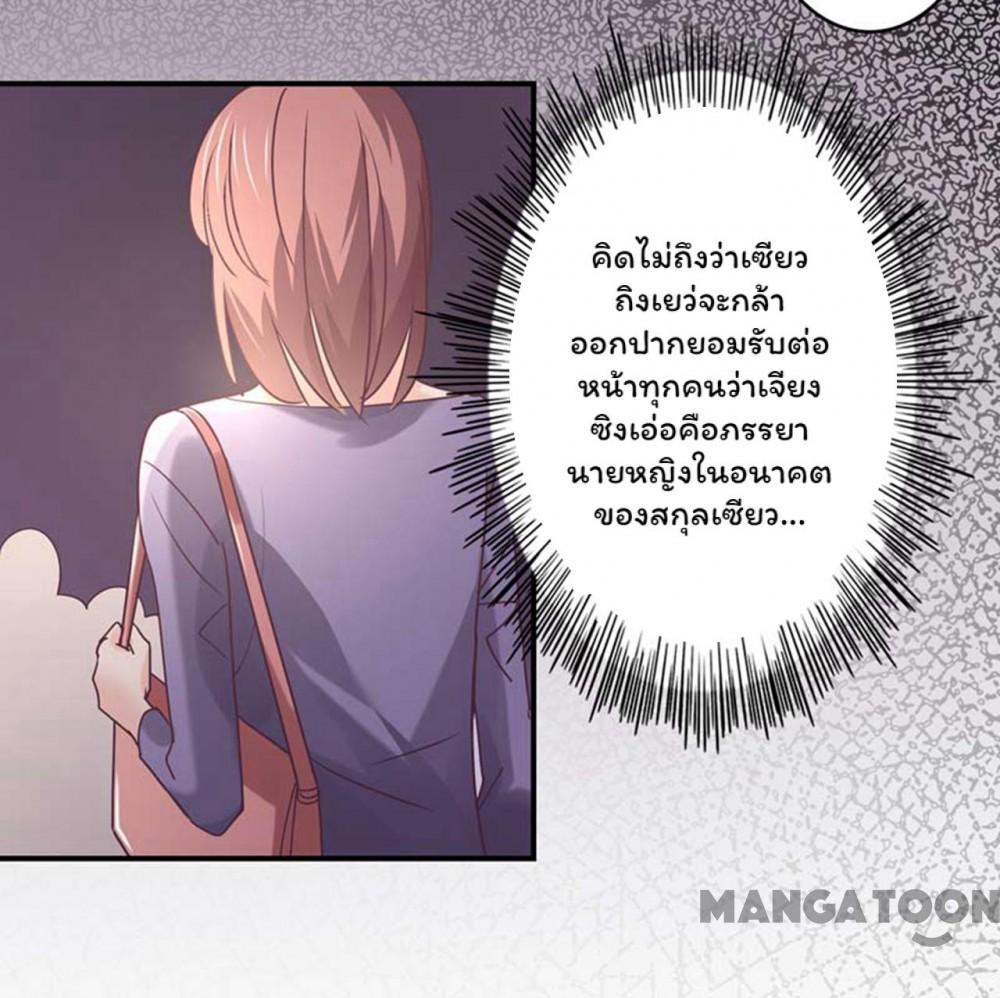 คิดไม่ถึงว่าเซียว
ถิงเยว่จะกล้า
ออกปากยอมรับต่อ
หน้าทุกคนว่าเจียง
ซิงเอ่อคือภรรยา
นายหญิงในอนาคต
ของสกุลเซียว...
MANGATOON